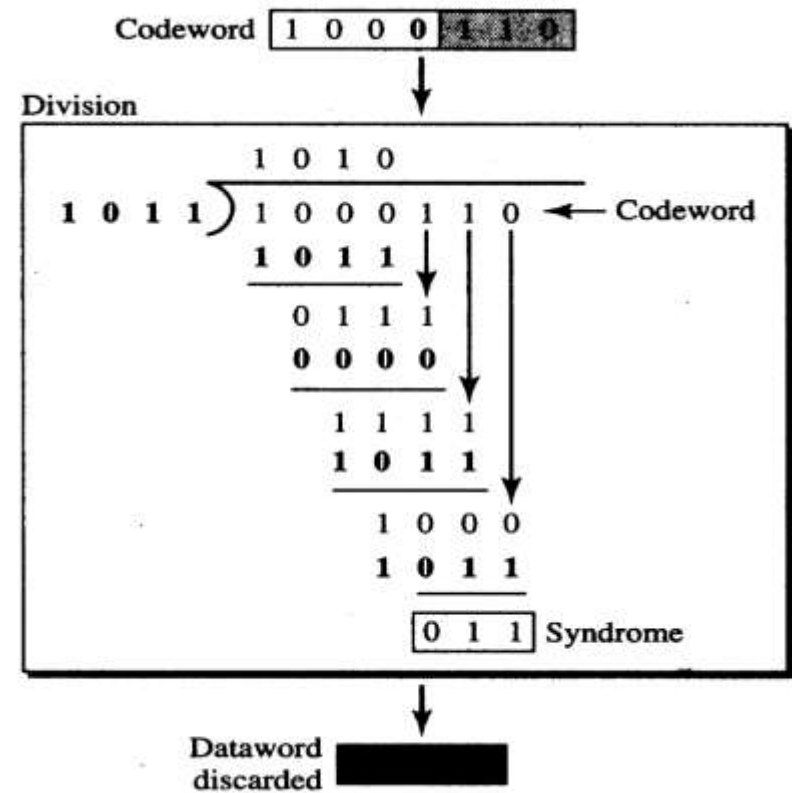 Codeword 1 0 0 0 1 1 0
Division
1 0 1 0
1 0 1 1 1 0 0 0 1 1 0 Codeword
1 0 1 1
0 1 1 1
0 0 0 0
1 1 1 1
1 0 1 1
1 0 0 0
1 0 1 1
0 1 1 Syndrome
Dataword
discarded